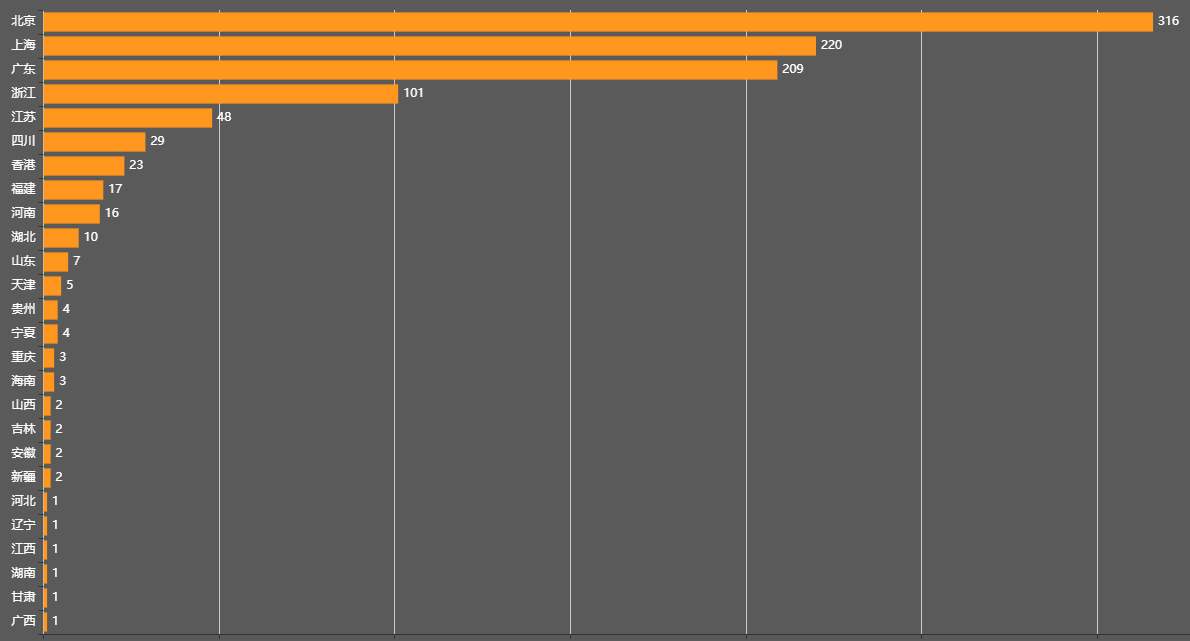 北京 316
上海 220
广东 209
浙江 101
江苏 48
四川 29
香港 23
福建 17
河南 16
湖北 10
山东 7
天津 5
贵州 4
宁夏 4
重庆 3
海南 3
山西 2
吉林 2
安徽 2
新疆 2
河北 1
辽宁 1
江西 1
湖南 1
甘肃 1
广西 1